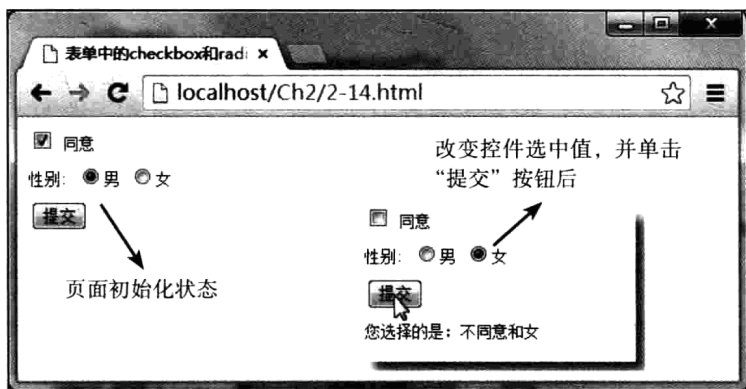 表单中的checkbox和radi
localhost/Ch2/2-14.html
同意
性别: 男 女
提交
页面初始化状态
改变控件选中值，并单击
“提交”按钮后
同意
性别: 男 女
提交
您选择的是：不同意和女